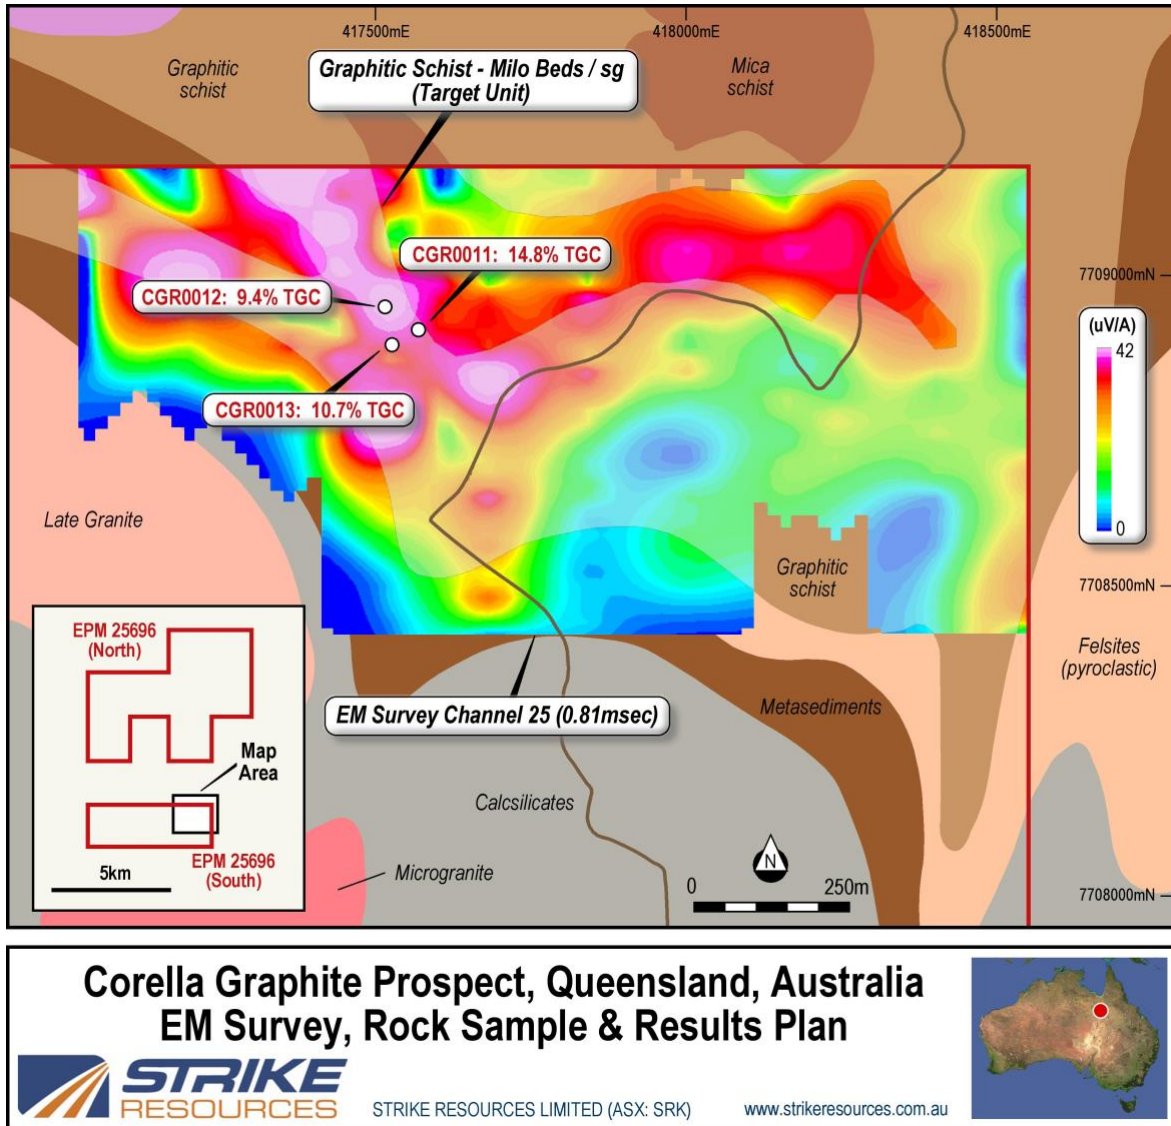 417500mE
418000mE
418500mE
Graphitic
schist
Graphitic Schist - Milo Beds / sg
(Target Unit)
Mica
schist
CGR0011: 14.8% TGC
7709000mN
CGR0012: 9.4% TGC
(uV/A)
42
CGR0013: 10.7% TGC
Late Granite
0
Graphitic
schist
7708500mN
EPM 25696
(North)
Felsites
(pyroclastic)
EM Survey Channel 25 (0.81msec)
Metasediments
Map
Area
Calcsilicates
5km
EPM 25696
(South)
Microgranite
N
0
250m
7708000mN
Corella Graphite Prospect, Queensland, Australia
EM Survey, Rock Sample & Results Plan
STRIKE
RESOURCES
STRIKE RESOURCES LIMITED (ASX: SRK)
www.strikeresources.com.au